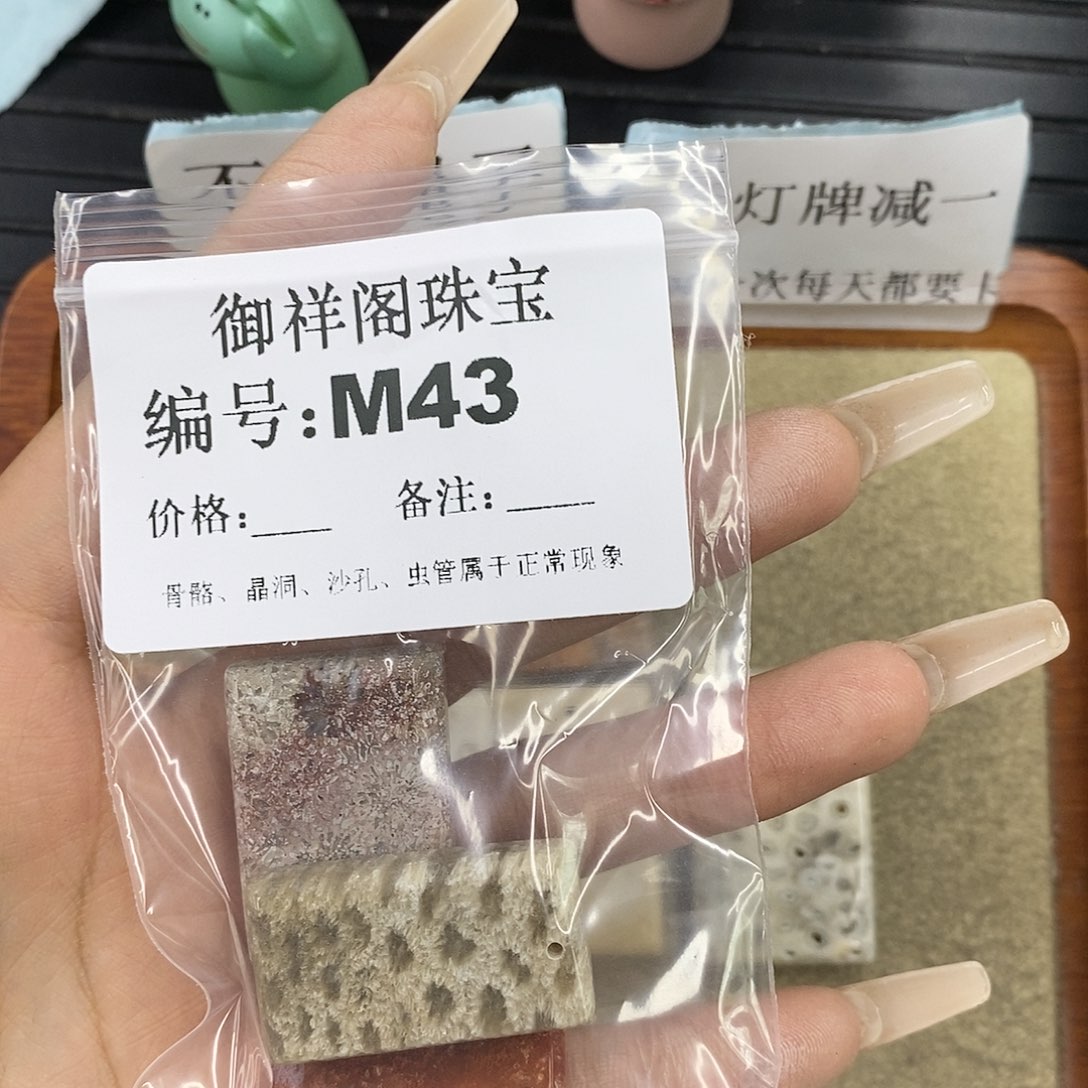 灯牌减一
次每天都要
御祥阁珠宝
编号:M43
价格:___ 备注:____
骨骼、晶洞、沙孔、虫管属于正常现象